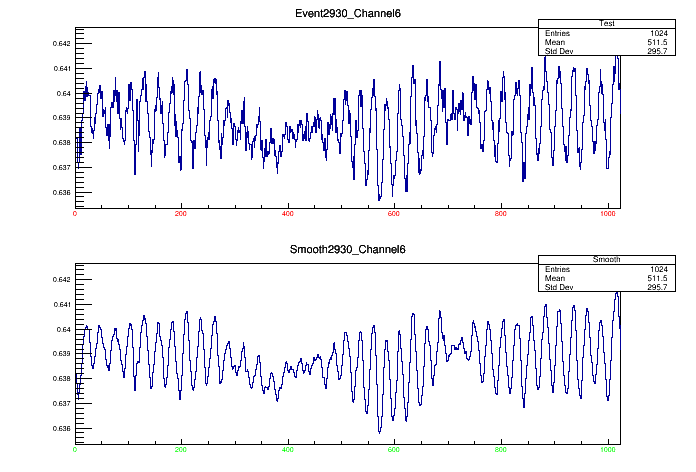 Event2930_Channel6
Test
Entries 1024
Mean 511.5
Std Dev 295.7
0.642
0.641
0.64
0.639
0.638
0.637
0.636
0 200 400 600 800 1000
Smooth2930_Channel6
Smooth
Entries 1024
Mean 511.5
Std Dev 295.7
0.642
0.641
0.64
0.639
0.638
0.637
0.636
0 200 400 600 800 1000